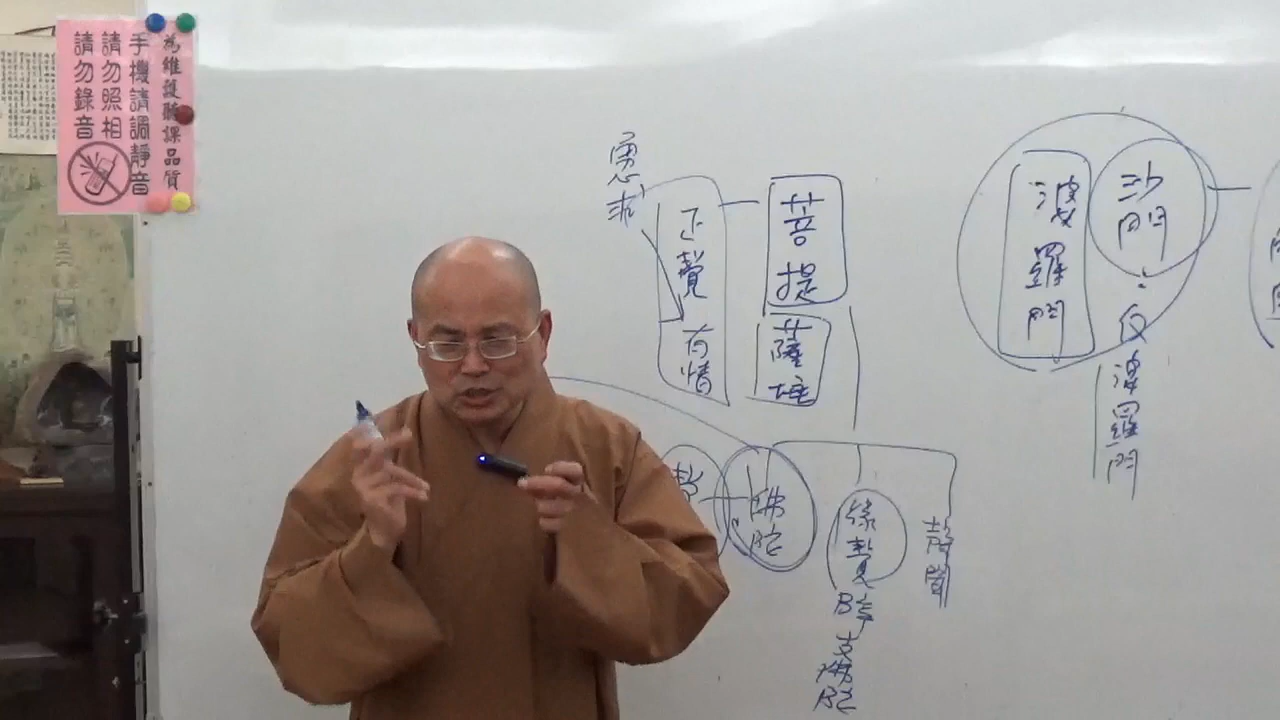 為維護聽課品質
手機請調靜音
請勿照相
請勿錄音
勇
求
正覺有情
菩提
薩埵
佛陀
緣覺
辟支佛陀
聲聞
沙門、及婆羅門
婆羅門